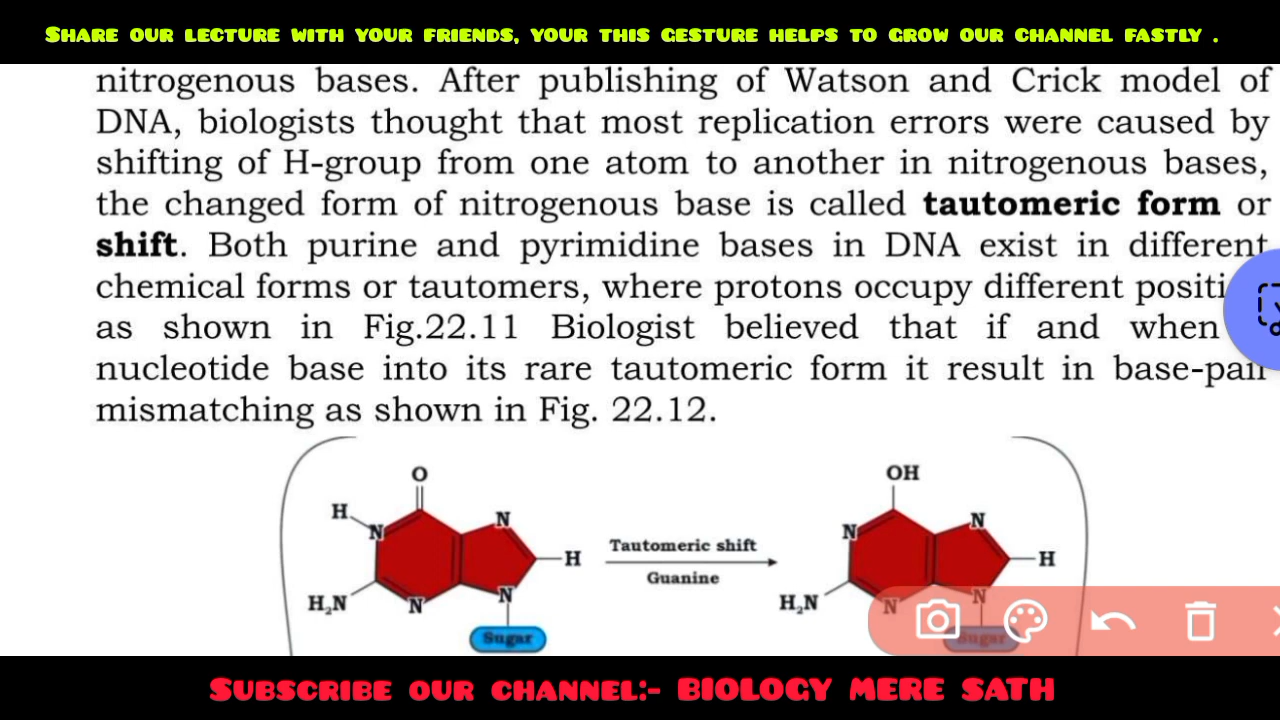 Share our lecture with your friends, your this gesture helps to grow our channel fastly .
nitrogenous bases. After publishing of Watson and Crick model of
DNA, biologists thought that most replication errors were caused by
shifting of H-group from one atom to another in nitrogenous bases,
the changed form of nitrogenous base is called tautomeric form or
shift. Both purine and pyrimidine bases in DNA exist in different
chemical forms or tautomers, where protons occupy different
as shown in Fig.22.11 Biologist believed that if and when
nucleotide base into its rare tautomeric form it result in base-pair
mismatching as shown in Fig. 22.12.
O
OH
H
N
N
N
N
H
Tautomeric shift
H
Guanine
H₂N
N
N
H₂N
N
N
Sugar
Sugar
Subscribe our channel:- BIOLOGY MERE SATH